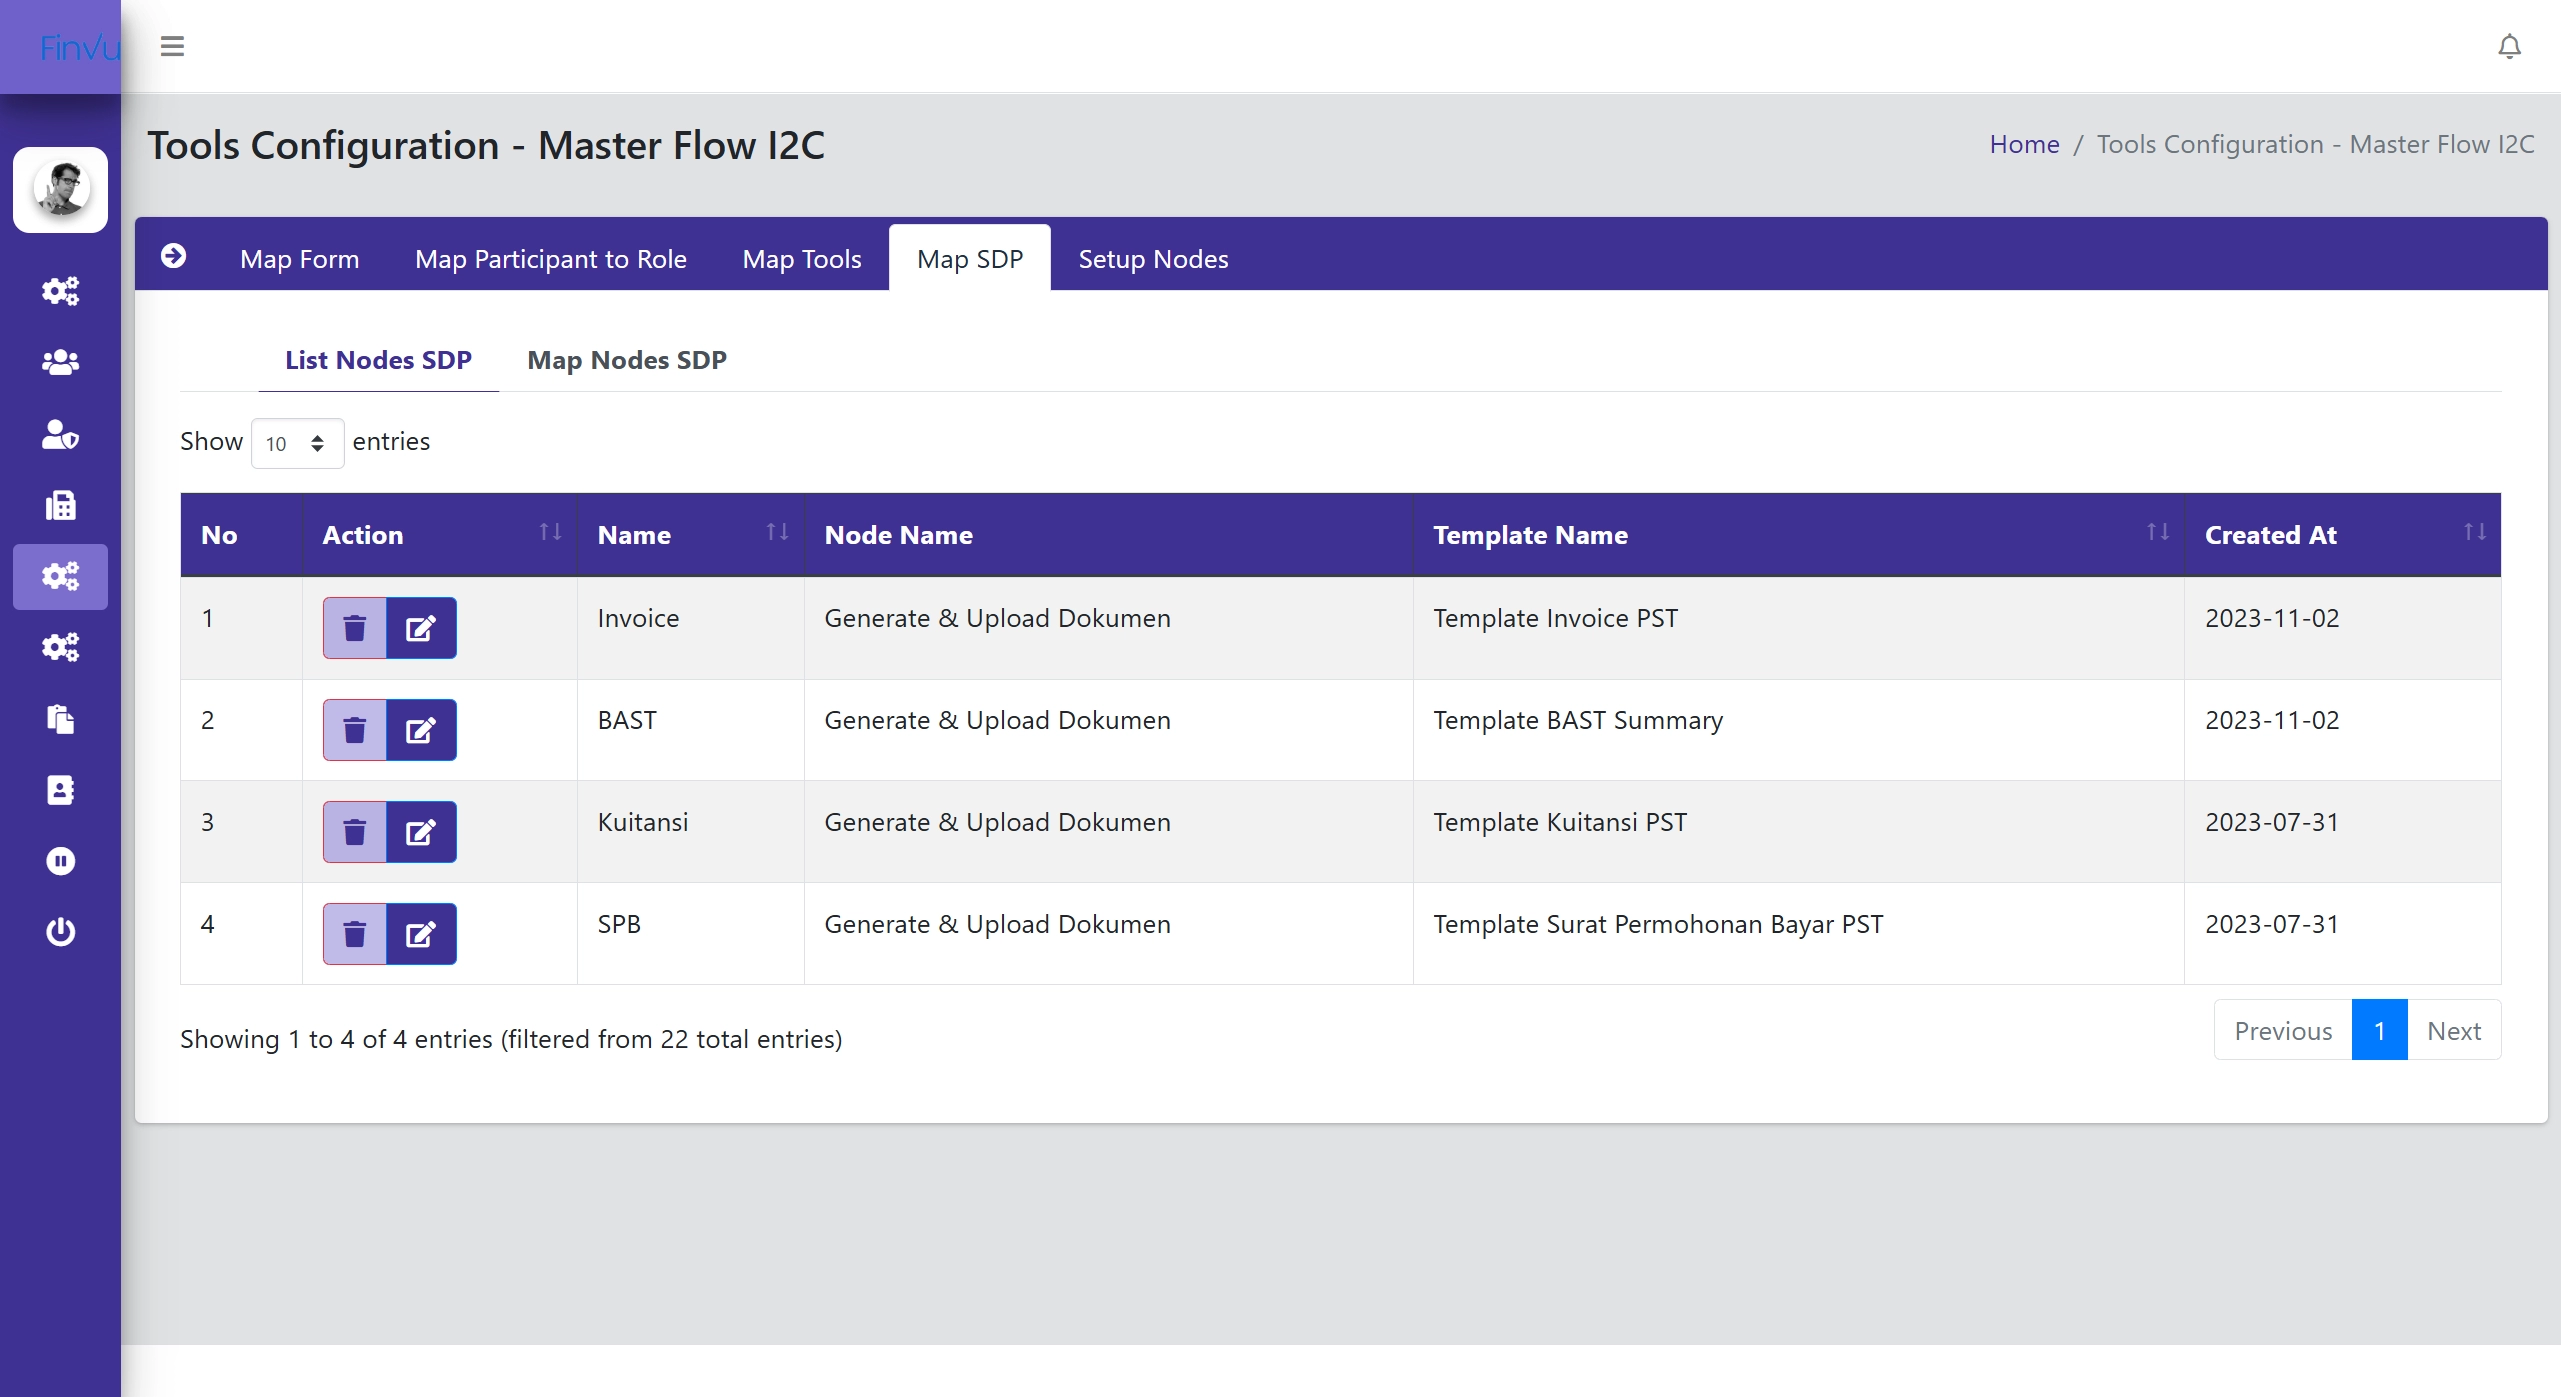 FinVu
Tools Configuration - Master Flow I2C
Home / Tools Configuration - Master Flow I2C
Map Form Map Participant to Role Map Tools Map SDP Setup Nodes
List Nodes SDP Map Nodes SDP
Show 10 entries
No Action Name Node Name Template Name Created At
1 Invoice Generate & Upload Dokumen Template Invoice PST 2023-11-02
2 BAST Generate & Upload Dokumen Template BAST Summary 2023-11-02
3 Kuitansi Generate & Upload Dokumen Template Kuitansi PST 2023-07-31
4 SPB Generate & Upload Dokumen Template Surat Permohonan Bayar PST 2023-07-31
Showing 1 to 4 of 4 entries (filtered from 22 total entries)
Previous 1 Next